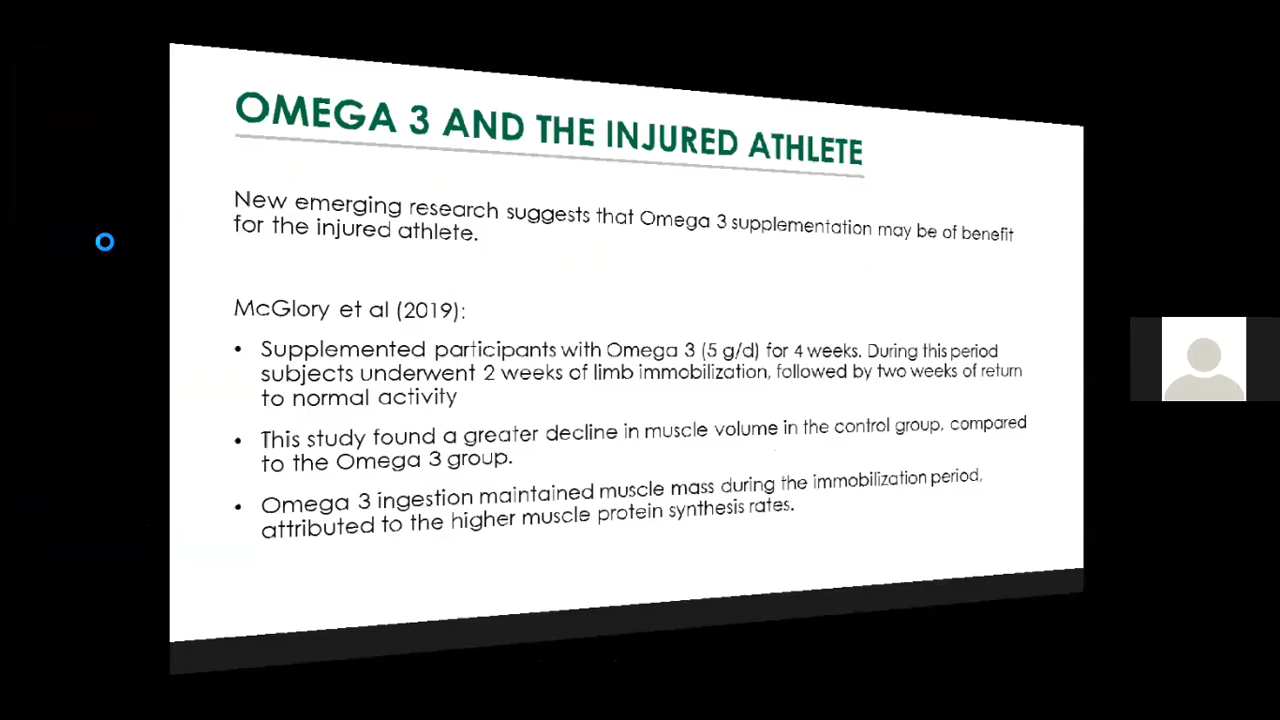 OMEGA 3 AND THE INJURED ATHLETE
New emerging research suggests that Omega 3 supplementation may be of benefit
for the injured athlete.
McGlory et al (2019):
• Supplemented participants with Omega 3 (5 g/d) for 4 weeks. During this period
subjects underwent 2 weeks of limb immobilization, followed by two weeks of return
to normal activity
• This study found a greater decline in muscle volume in the control group, compared
to the Omega 3 group.
• Omega 3 ingestion maintained muscle mass during the immobilization period,
attributed to the higher muscle protein synthesis rates.